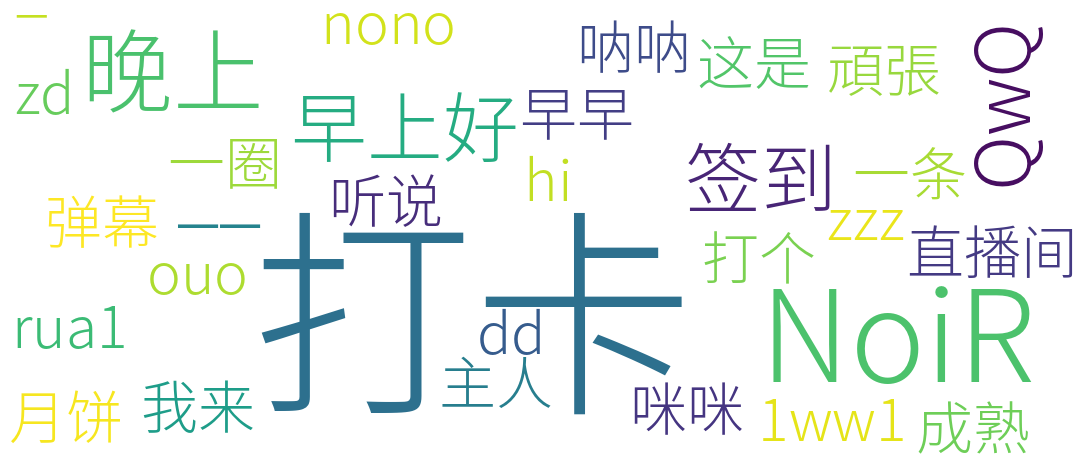 一
nono
晚上
zd
呐呐
这是
頑張
QwQ
早上好
早早
一圈
hi
签到
一条
听说
弹幕
一一
zzz
打个
直播间
ouo
打卡
NoiR
rua1
dd
主人
月饼
我来
咪咪
1ww1
成熟